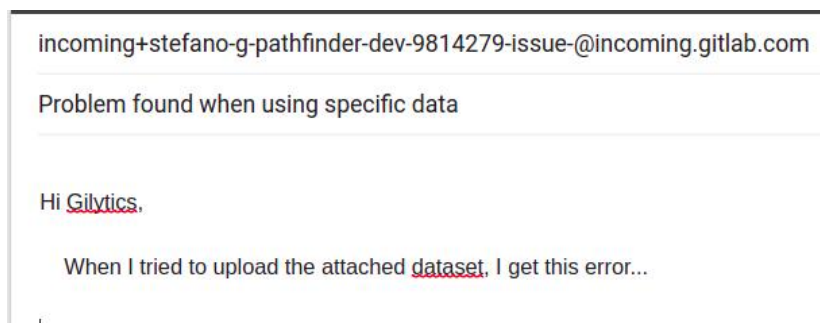 incoming+stefano-g-pathfinder-dev-9814279-issue-@incoming.gitlab.com
Problem found when using specific data
Hi Gilytics,
When I tried to upload the attached dataset, I get this error...